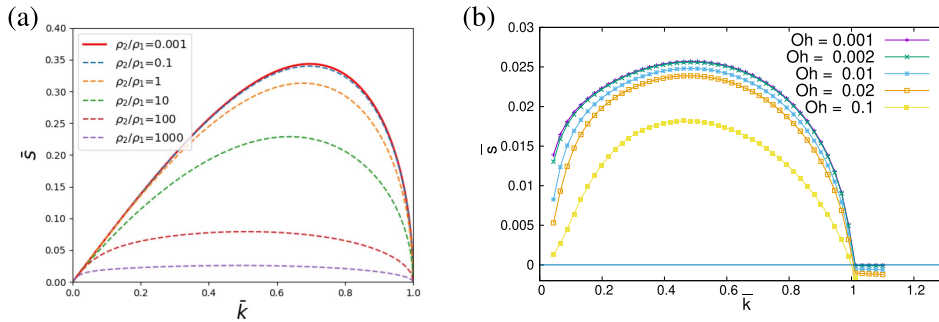 (a)
0.40
0.35
0.30
0.25
0.20
0.15
0.10
0.05
0.00
s̄
ρ₂/ρ₁=0.001
ρ₂/ρ₁=0.1
ρ₂/ρ₁=1
ρ₂/ρ₁=10
ρ₂/ρ₁=100
ρ₂/ρ₁=1000
0.0 0.2 0.4 0.6 0.8 1.0
k̄
(b)
0.03
0.025
0.02
0.015
0.01
0.005
0
s̄
Oh = 0.001
Oh = 0.002
Oh = 0.01
Oh = 0.02
Oh = 0.1
0 0.2 0.4 0.6 0.8 1 1.2
k̄